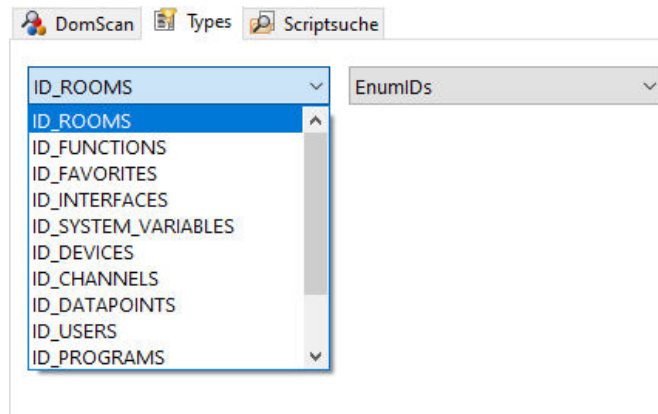 DomScan Types Scriptsuche
ID_ROOMS EnumIDs
ID_ROOMS
ID_FUNCTIONS
ID_FAVORITES
ID_INTERFACES
ID_SYSTEM_VARIABLES
ID_DEVICES
ID_CHANNELS
ID_DATAPOINTS
ID_USERS
ID_PROGRAMS